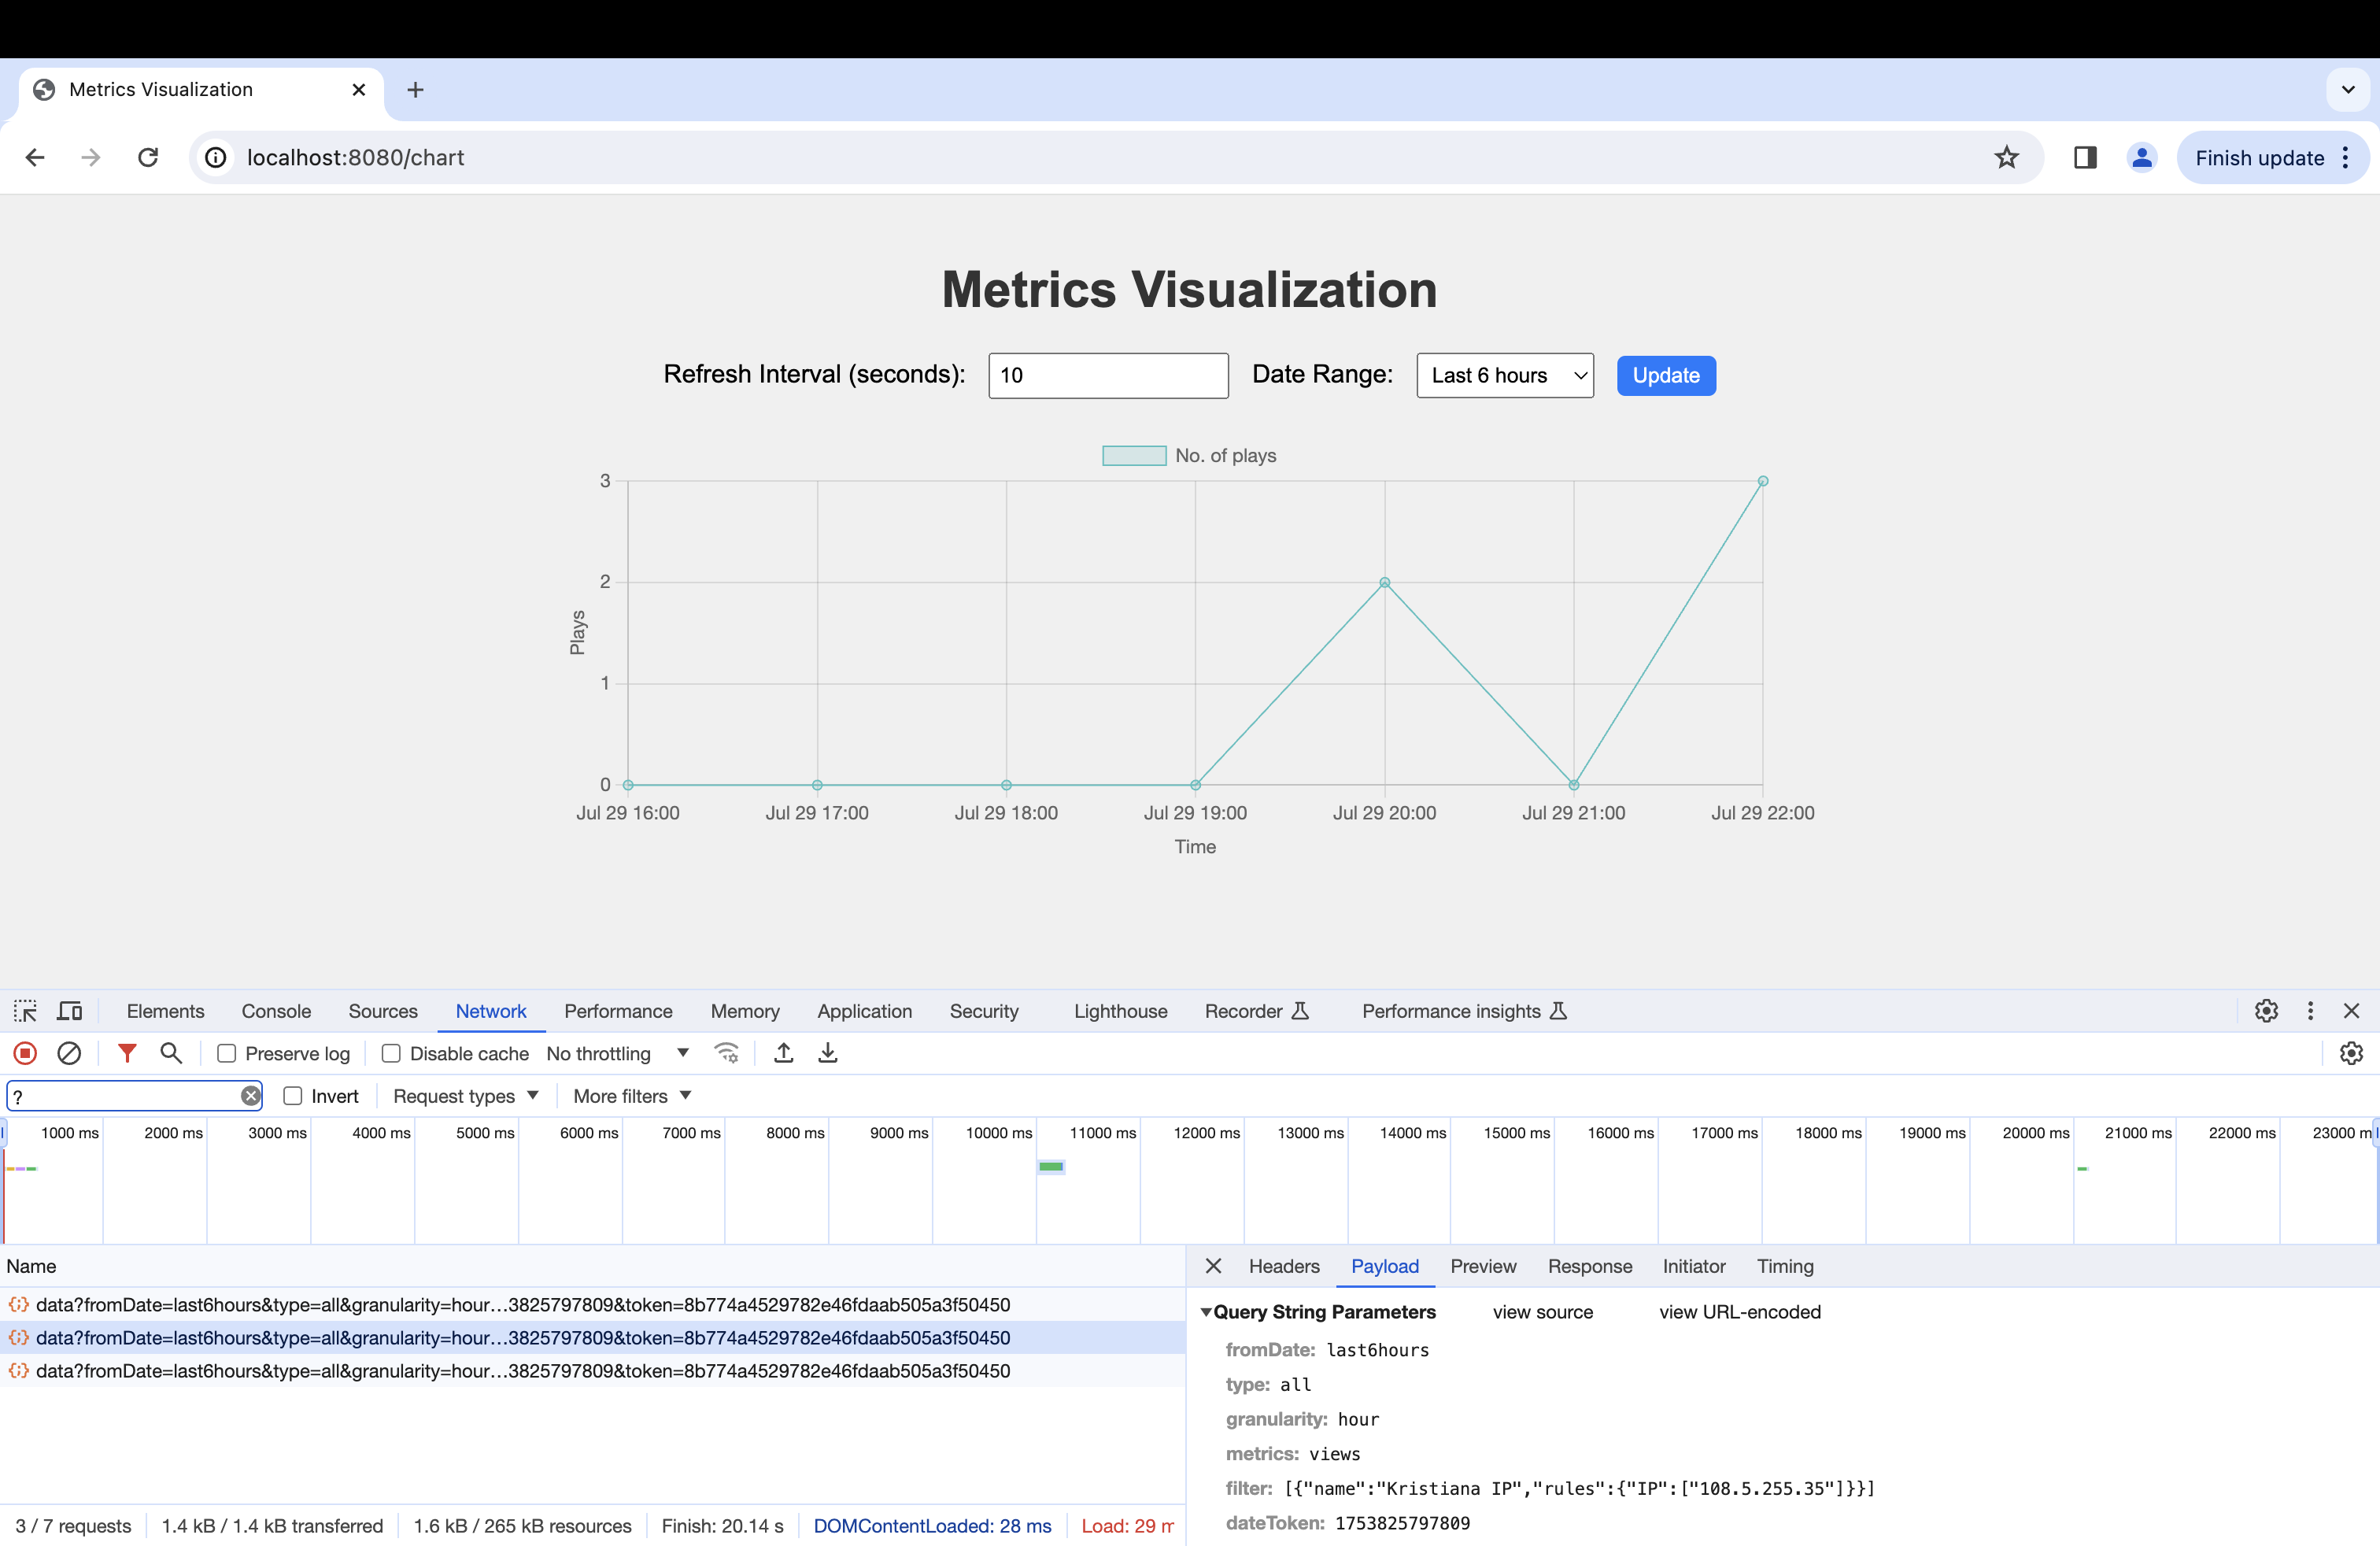 Metrics Visualization
localhost:8080/chart
Finish update
Metrics Visualization
Refresh Interval (seconds): 10 Date Range: Last 6 hours Update
No. of plays
3
2
1
0
Plays
Jul 29 16:00 Jul 29 17:00 Jul 29 18:00 Jul 29 19:00 Jul 29 20:00 Jul 29 21:00 Jul 29 22:00
Time
Elements Console Sources Network Performance Memory Application Security Lighthouse Recorder Performance insights
Preserve log Disable cache No throttling
? Invert Request types More filters
1000 ms 2000 ms 3000 ms 4000 ms 5000 ms 6000 ms 7000 ms 8000 ms 9000 ms 10000 ms 11000 ms 12000 ms 13000 ms 14000 ms 15000 ms 16000 ms 17000 ms 18000 ms 19000 ms 20000 ms 21000 ms 22000 ms 23000 m
Name
data?fromDate=last6hours&type=all&granularity=hour…3825797809&token=8b774a4529782e46fdaab505a3f50450
data?fromDate=last6hours&type=all&granularity=hour…3825797809&token=8b774a4529782e46fdaab505a3f50450
data?fromDate=last6hours&type=all&granularity=hour…3825797809&token=8b774a4529782e46fdaab505a3f50450
3 / 7 requests 1.4 kB / 1.4 kB transferred 1.6 kB / 265 kB resources Finish: 20.14 s DOMContentLoaded: 28 ms Load: 29 m
Headers Payload Preview Response Initiator Timing
Query String Parameters view source view URL-encoded
fromDate: last6hours
type: all
granularity: hour
metrics: views
filter: [{"name":"Kristiana IP","rules":{"IP":["108.5.255.35"]}}]
dateToken: 1753825797809